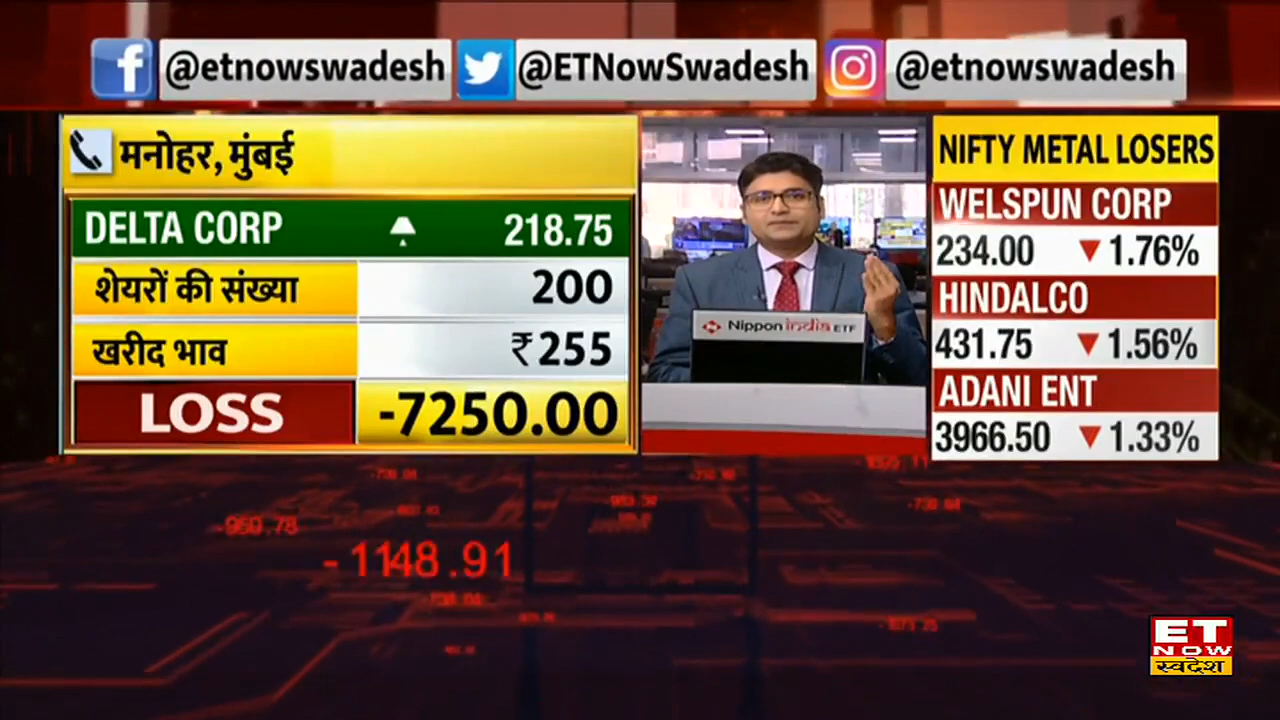 @etnowswadesh @ETNowSwadesh @etnowswadesh
मनोहर, मुंबई
DELTA CORP 218.75
शेयरों की संख्या 200
खरीद भाव ₹255
LOSS -7250.00
Nippon india ETF
NIFTY METAL LOSERS
WELSPUN CORP
234.00 ▼1.76%
HINDALCO
431.75 ▼1.56%
ADANI ENT
3966.50 ▼1.33%
-1148.91
ET
NOW
स्वदेश